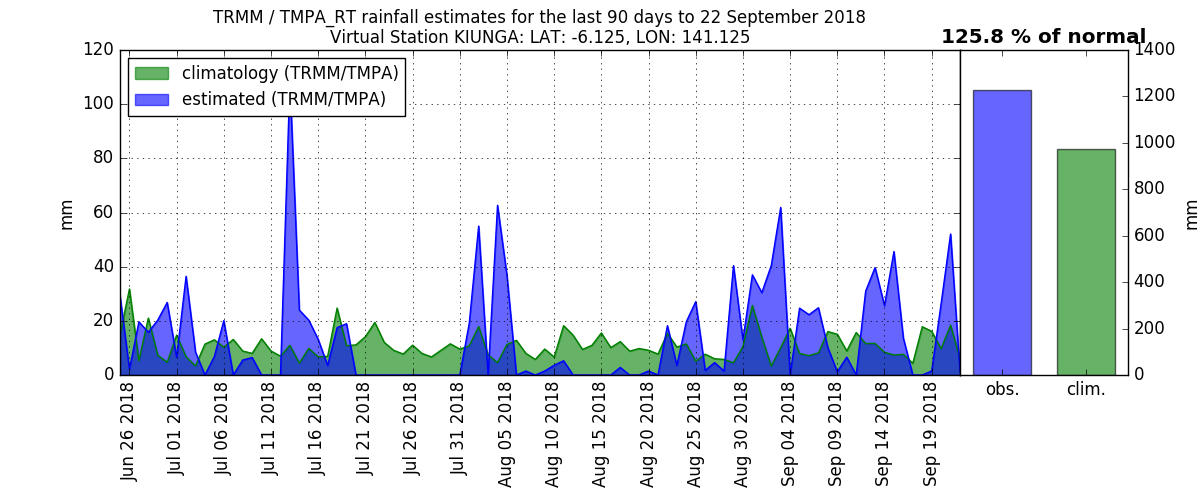 TRMM / TMPA_RT rainfall estimates for the last 90 days to 22 September 2018
Virtual Station KIUNGA: LAT: -6.125, LON: 141.125
125.8 % of normal
climatology (TRMM/TMPA)
estimated (TRMM/TMPA)
mm
120
100
80
60
40
20
0
Jun 26 2018
Jul 01 2018
Jul 06 2018
Jul 11 2018
Jul 16 2018
Jul 21 2018
Jul 26 2018
Jul 31 2018
Aug 05 2018
Aug 10 2018
Aug 15 2018
Aug 20 2018
Aug 25 2018
Aug 30 2018
Sep 04 2018
Sep 09 2018
Sep 14 2018
Sep 19 2018
obs.
clim.
1400
1200
1000
800
600
400
200
0
mm